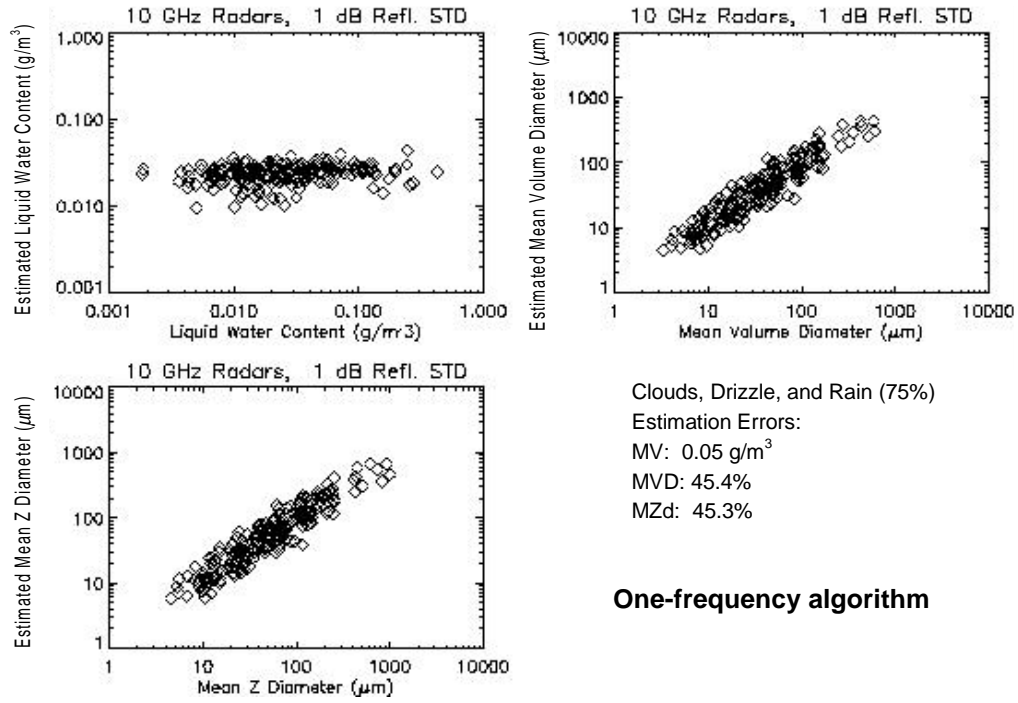 10 GHz Radars, 1 dB Refl. STD
Estimated Liquid Water Content (g/m³)
1.000
0.100
0.010
0.001
0.001 0.010 0.100 1.000
Liquid Water Content (g/m3)
10 GHz Radars, 1 dB Refl. STD
Estimated Mean Volume Diameter (μm)
10000
1000
100
10
1
1 10 100 1000 10000
Mean Volume Diameter (μm)
10 GHz Radars, 1 dB Refl. STD
Estimated Mean Z Diameter (μm)
10000
1000
100
10
1
1 10 100 1000 10000
Mean Z Diameter (μm)
Clouds, Drizzle, and Rain (75%)
Estimation Errors:
MV: 0.05 g/m³
MVD: 45.4%
MZd: 45.3%
One-frequency algorithm